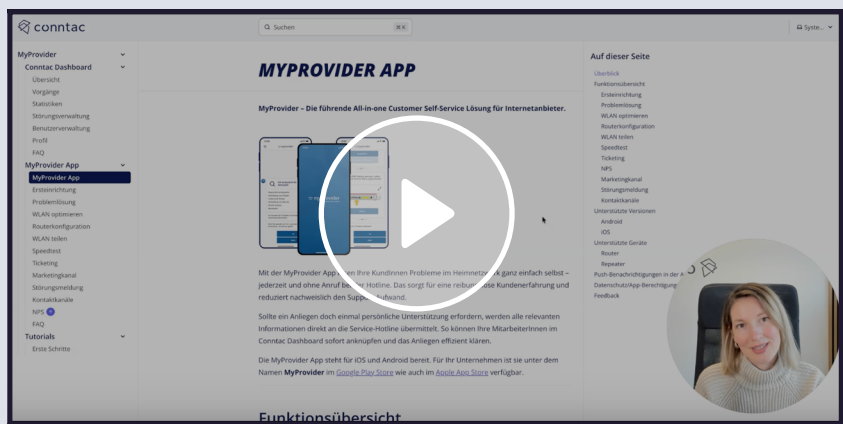 conntac
Suchen
⌘ K
Syste...
MyProvider
Conntac Dashboard
Übersicht
Vorgänge
Statistiken
Störungsverwaltung
Benutzerverwaltung
Profil
FAQ
MyProvider App
MyProvider App
Ersteinrichtung
Problemlösung
WLAN optimieren
Routerkonfiguration
WLAN teilen
Speedtest
Ticketing
Marketingkanal
Störungsmeldung
Kontaktkanäle
NPS
FAQ
Tutorials
Erste Schritte
MYPROVIDER APP
MyProvider – Die führende All-in-one Customer Self-Service Lösung für Internetanbieter.
Mit der MyProvider App Ihre KundInnen Probleme im Heimnetzwerk ganz einfach selbst –
jederzeit und ohne Anruf bei der Hotline. Das sorgt für eine reibungslose Kundenerfahrung und
reduziert nachweislich den Support-Aufwand.
Sollte ein Anliegen doch einmal persönliche Unterstützung erfordern, werden alle relevanten
Informationen direkt an die Service-Hotline übermittelt. So können Ihre MitarbeiterInnen im
Conntac Dashboard sofort anknüpfen und das Anliegen effizient klären.
Die MyProvider App steht für iOS und Android bereit. Für Ihr Unternehmen ist sie unter dem
Namen MyProvider im Google Play Store wie auch im Apple App Store verfügbar.
Funktionsübersicht
Auf dieser Seite
Überblick
Funktionsübersicht
Ersteinrichtung
Problemlösung
WLAN optimieren
Routerkonfiguration
WLAN teilen
Speedtest
Ticketing
NPS
Marketingkanal
Störungsmeldung
Kontaktkanäle
Unterstützte Versionen
Android
iOS
Unterstützte Geräte
Router
Repeater
Push-Benachrichtigungen in der A
Datenschutz/App-Berechtigung
Feedback